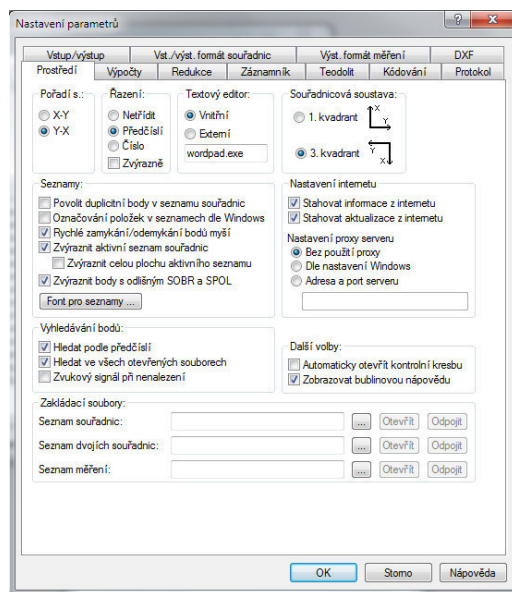 Nastavení parametrů
Vstup/výstup Vst./výst. formát souřadnic Výst. formát měření DXF
Prostředí Výpočty Redukce Záznamník Teodolit Kódování Protokol
Pořadí s.: Řazení: Textový editor: Souřadnicová soustava:
X-Y Netřídit Vnitřní 1. kvadrant X Y
Y-X Předčíslí Externí
Číslo wordpad.exe 3. kvadrant Y X
Zvýrazně
Seznamy:
Povolit duplicitní body v seznamu souřadnic
Označování položek v seznamech dle Windows
Rychlé zamykání/odemykání bodů myší
Zvýraznit aktivní seznam souřadnic
Zvýraznit celou plochu aktivního seznamu
Zvýraznit body s odlišným SOBR a SPOL
Font pro seznamy ...
Nastavení internetu
Stahovat informace z internetu
Stahovat aktualizace z internetu
Nastavení proxy serveru
Bez použití proxy
Dle nastavení Windows
Adresa a port serveru
Vyhledávání bodů:
Hledat podle předčíslí
Hledat ve všech otevřených souborech
Zvukový signál při nenalezení
Další volby:
Automaticky otevřít kontrolní kresbu
Zobrazovat bublinovou nápovědu
Zakládací soubory:
Seznam souřadnic: ... Otevřít Odpojit
Seznam dvojích souřadnic: ... Otevřít Odpojit
Seznam měření: ... Otevřít Odpojit
OK Storno Nápověda